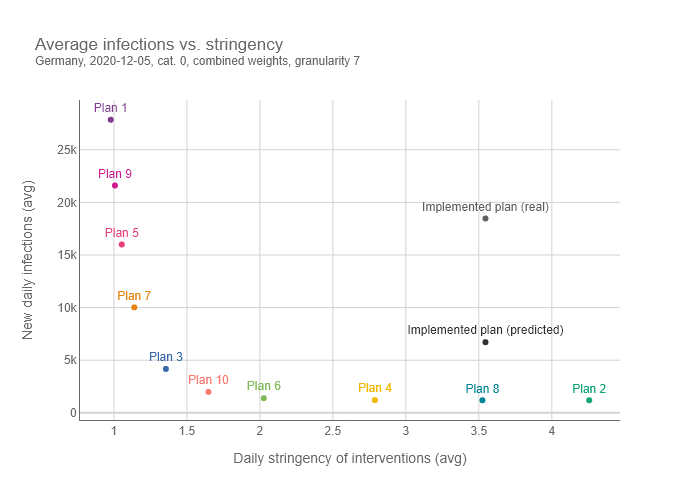 Average infections vs. stringency
Germany, 2020-12-05, cat. 0, combined weights, granularity 7
Plan 1
25k
Plan 9
20k
Implemented plan (real)
Plan 5
15k
Plan 7
10k
Implemented plan (predicted)
Plan 3
5k
Plan 10
Plan 6
Plan 4
Plan 8
Plan 2
0
1
1.5
2
2.5
3
3.5
4
New daily infections (avg)
Daily stringency of interventions (avg)